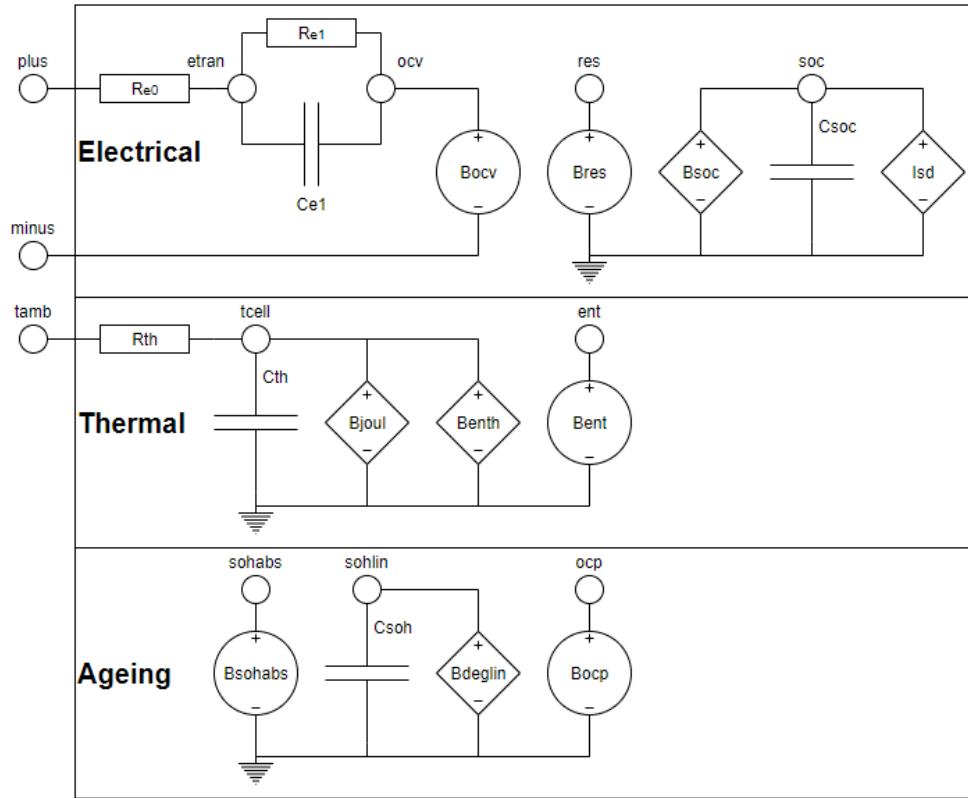 Re1
plus
etran
ocv
res
soc
Re0
Csoc
Electrical
+
+
+
+
Bocv
Bres
Bsoc
Isd
−
−
−
−
Ce1
minus
tamb
tcell
ent
Rth
Cth
+
+
+
Thermal
Bjoul
Benth
Bent
−
−
−
sohabs
sohlin
ocp
Csoh
+
+
+
Ageing
Bsohabs
Bdeglin
Bocp
−
−
−